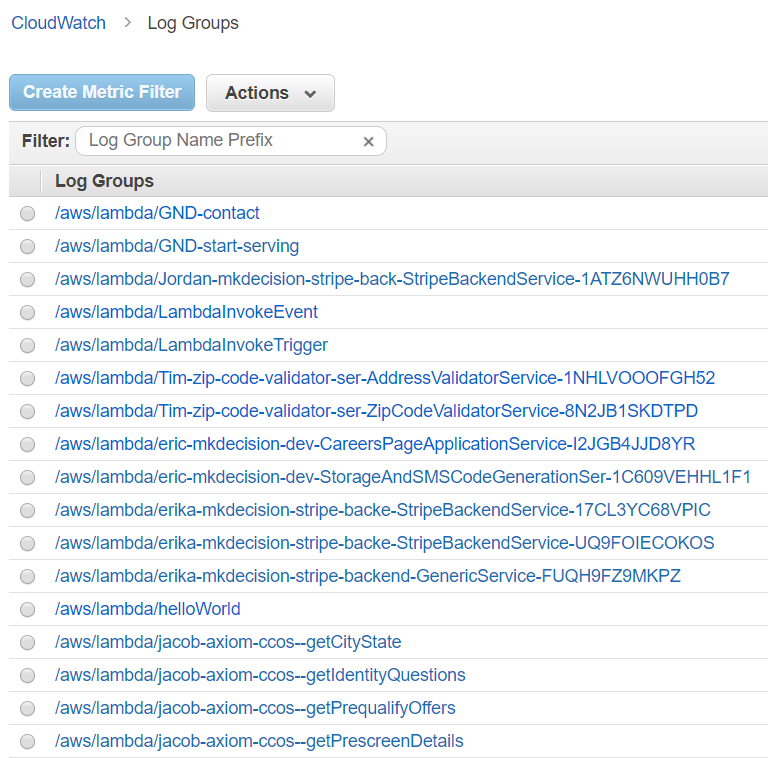 CloudWatch > Log Groups
Create Metric Filter Actions
Filter: Log Group Name Prefix ×
Log Groups
/aws/lambda/GND-contact
/aws/lambda/GND-start-serving
/aws/lambda/Jordan-mkdecision-stripe-back-StripeBackendService-1ATZ6NWUHH0B7
/aws/lambda/LambdaInvokeEvent
/aws/lambda/LambdaInvokeTrigger
/aws/lambda/Tim-zip-code-validator-ser-AddressValidatorService-1NHLVOOOFGH52
/aws/lambda/Tim-zip-code-validator-ser-ZipCodeValidatorService-8N2JB1SKDTPD
/aws/lambda/eric-mkdecision-dev-CareersPageApplicationService-I2JGB4JJD8YR
/aws/lambda/eric-mkdecision-dev-StorageAndSMSCodeGenerationSer-1C609VEHHL1F1
/aws/lambda/erika-mkdecision-stripe-backe-StripeBackendService-17CL3YC68VPIC
/aws/lambda/erika-mkdecision-stripe-backe-StripeBackendService-UQ9FOIECOKOS
/aws/lambda/erika-mkdecision-stripe-backend-GenericService-FUQH9FZ9MKPZ
/aws/lambda/helloWorld
/aws/lambda/jacob-axiom-ccos--getCityState
/aws/lambda/jacob-axiom-ccos--getIdentityQuestions
/aws/lambda/jacob-axiom-ccos--getPrequalifyOffers
/aws/lambda/jacob-axiom-ccos--getPrescreenDetails